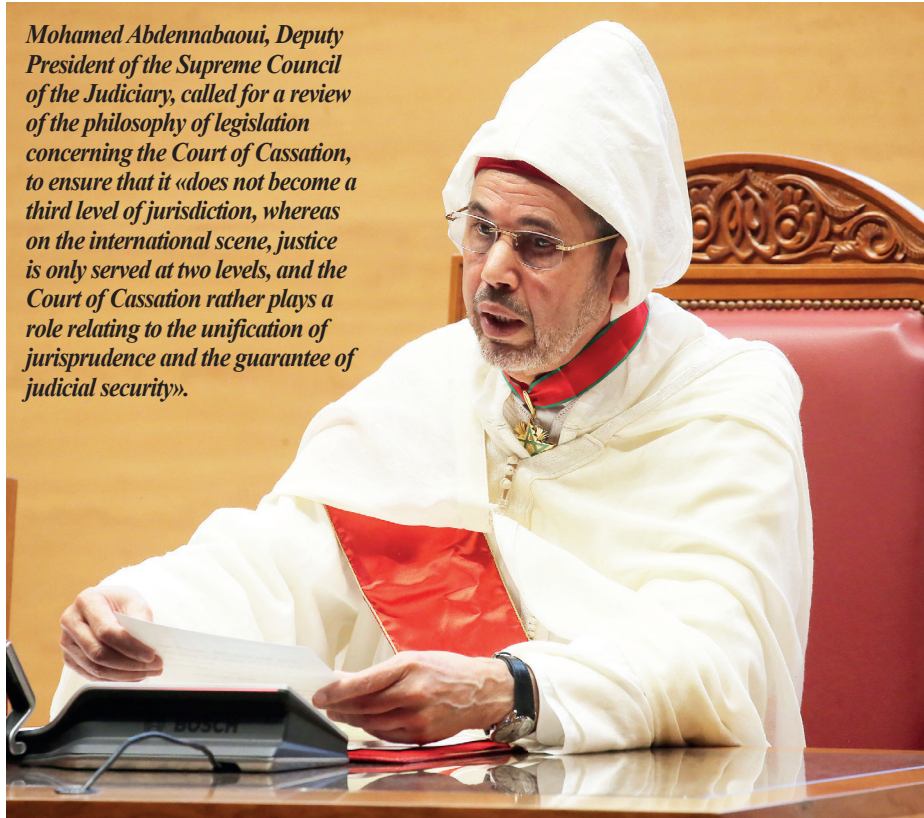 Mohamed Abdennabaoui, Deputy
President of the Supreme Council
of the Judiciary, called for a review
of the philosophy of legislation
concerning the Court of Cassation,
to ensure that it «does not become a
third level of jurisdiction, whereas
on the international scene, justice
is only served at two levels, and the
Court of Cassation rather plays a
role relating to the unification of
jurisprudence and the guarantee of
judicial security».
BOSCH